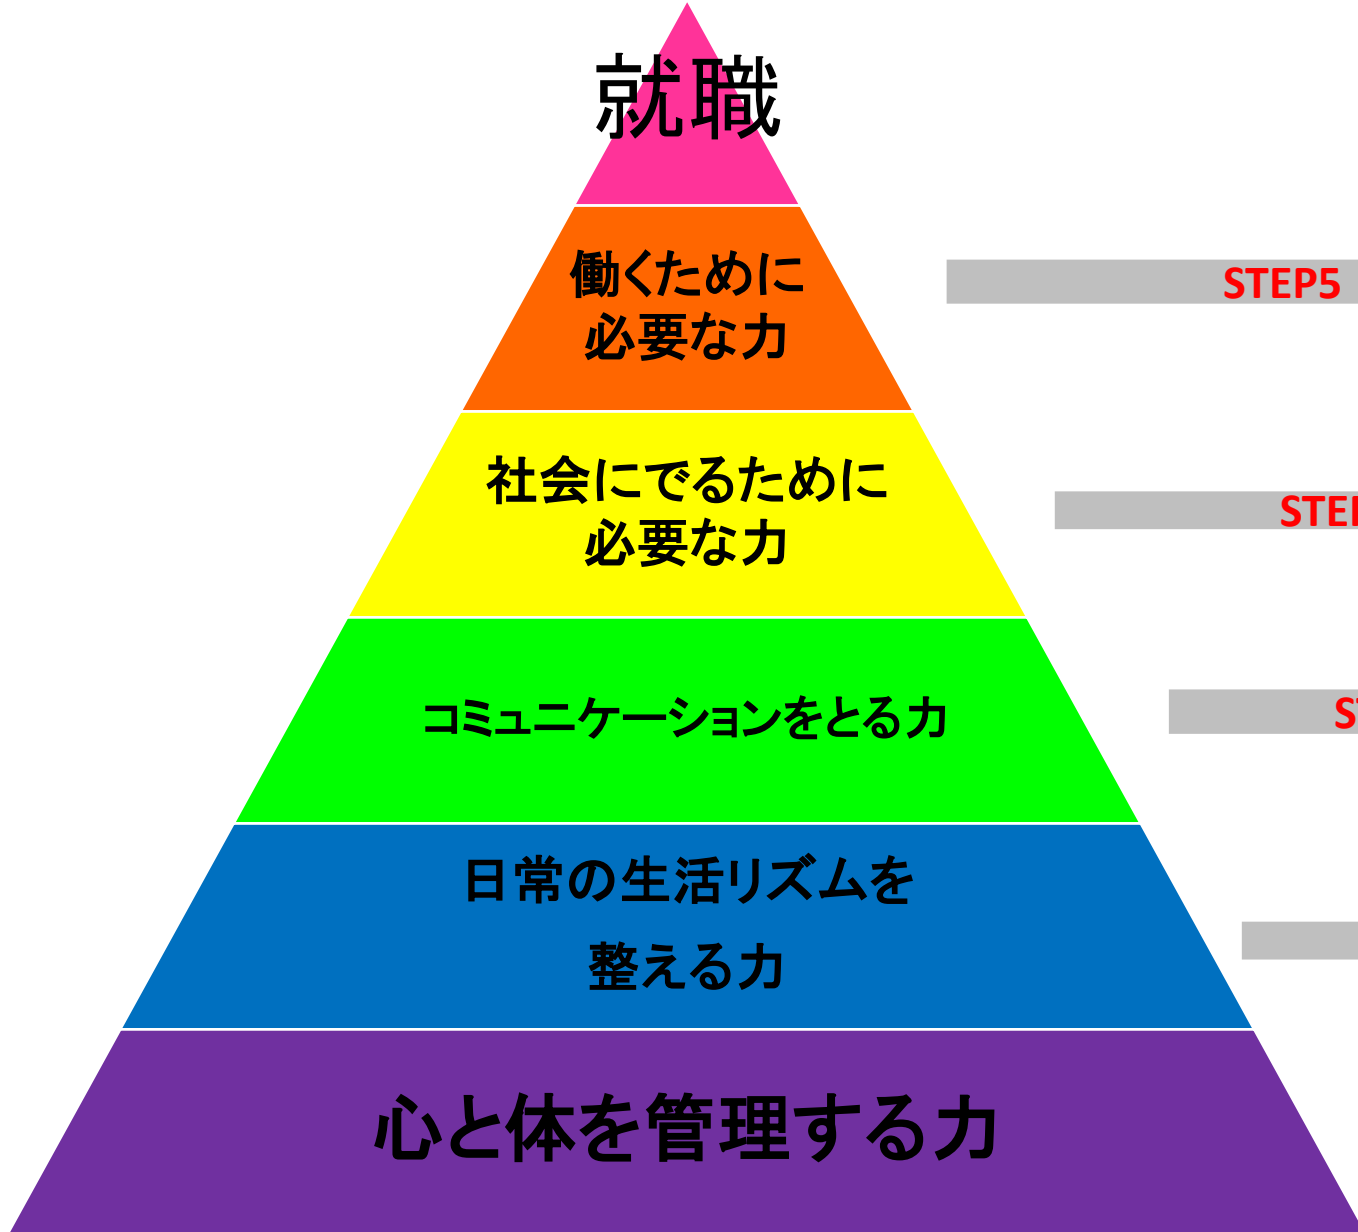 就職
働くために
必要な力
STEP5
社会にでるために
必要な力
STEP
コミュニケーションをとる力
日常の生活リズムを
整える力
心と体を管理する力